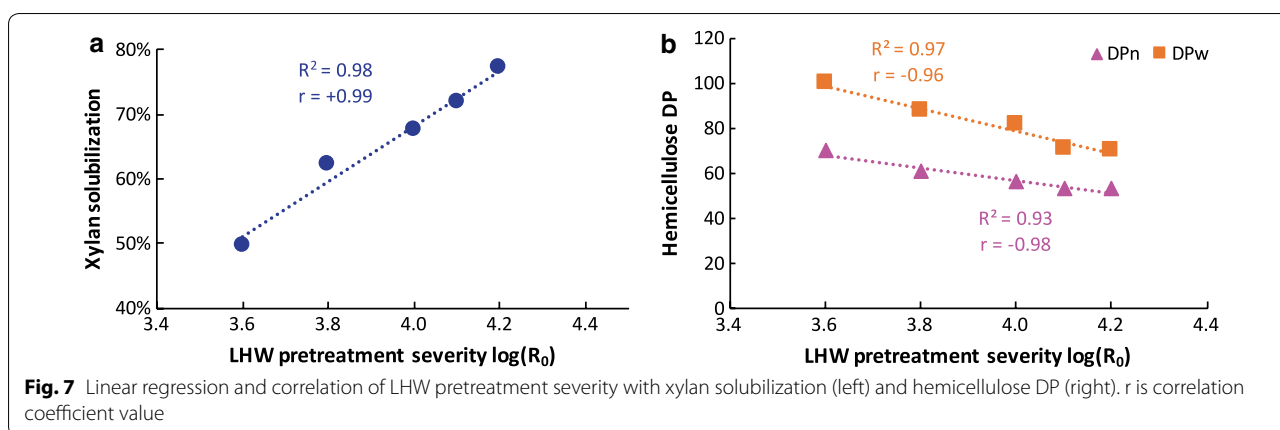 a
80%
70%
60%
50%
40%
Xylan solubilization
R² = 0.98
r = +0.99
3.4 3.6 3.8 4.0 4.2 4.4
LHW pretreatment severity log(R₀)
b
120
100
80
60
40
20
0
Hemicellulose DP
R² = 0.97
r = -0.96
DPn DPw
R² = 0.93
r = -0.98
3.4 3.6 3.8 4.0 4.2 4.4
LHW pretreatment severity log(R₀)
Fig. 7 Linear regression and correlation of LHW pretreatment severity with xylan solubilization (left) and hemicellulose DP (right). r is correlation
coefficient value